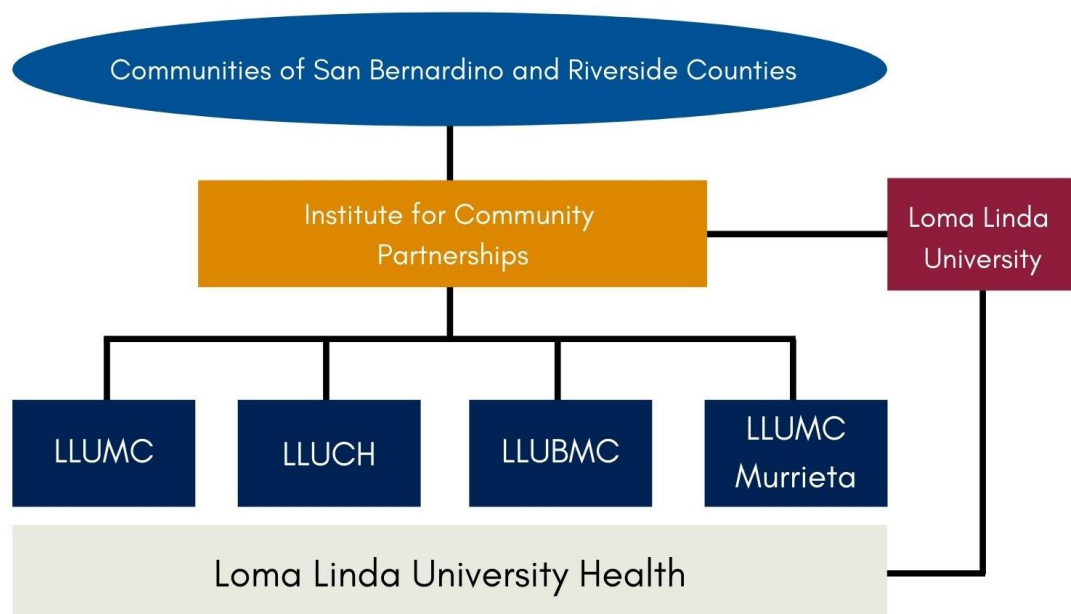 Communities of San Bernardino and Riverside Counties
Institute for Community
Partnerships
Loma Linda
University
LLUMC
LLUCH
LLUBMC
LLUMC
Murrieta
Loma Linda University Health